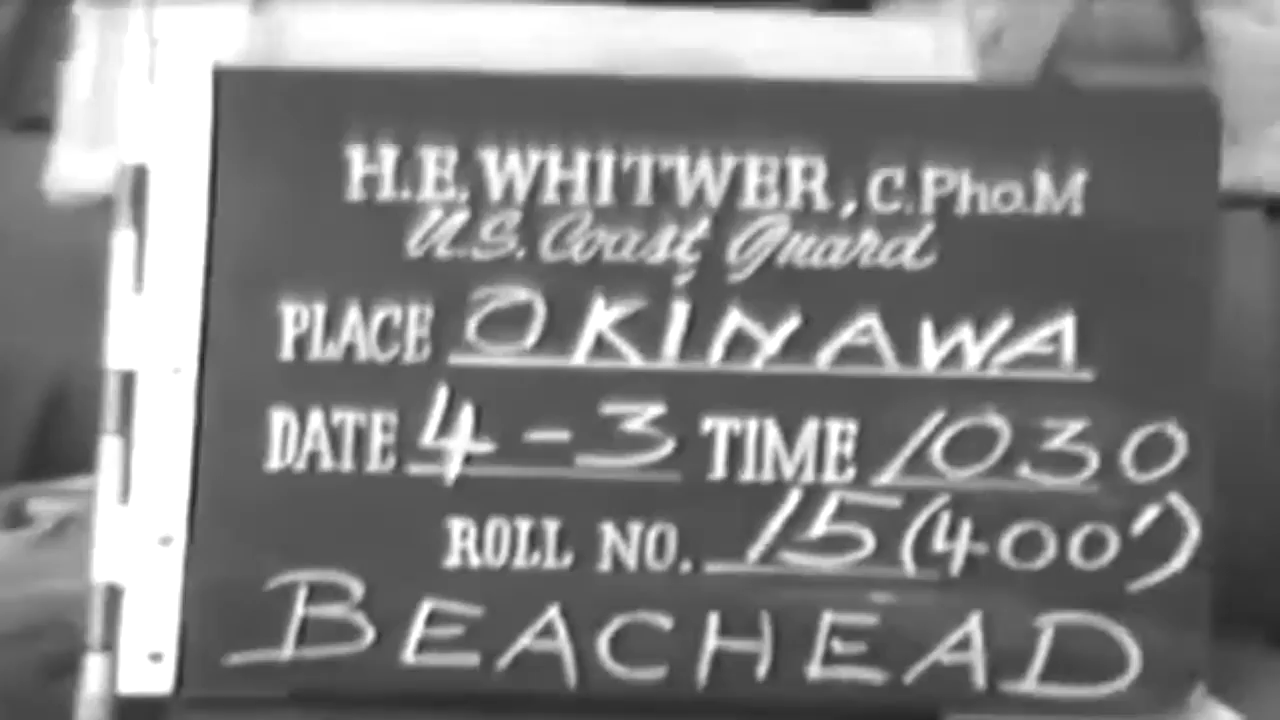 H.E. WHITWER, C.Pho.M
U.S. Coast Guard
PLACE OKINAWA
DATE 4-3 TIME 1030
ROLL NO. 15 (400')
BEACHEAD